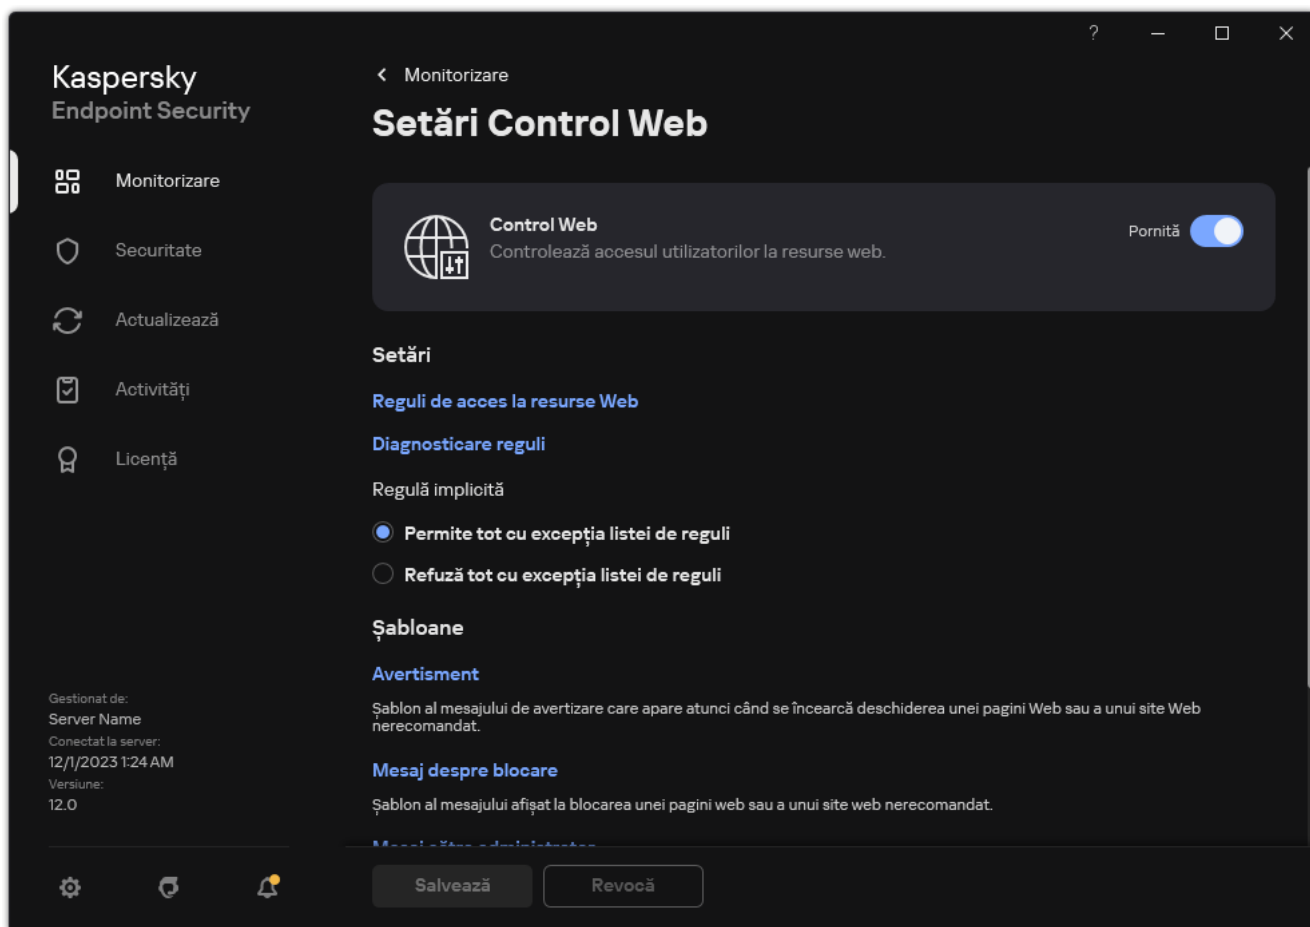 ?
Kaspersky
Endpoint Security
Monitorizare
Securitate
Actualizează
Activități
Licență
Gestionat de:
Server Name
Conectat la server:
12/1/2023 1:24 AM
Versiune:
12.0
Monitorizare
Setări Control Web
Control Web
Controlează accesul utilizatorilor la resurse web.
Pornită
Setări
Reguli de acces la resurse Web
Diagnosticare reguli
Regulă implicită
Permite tot cu excepția listei de reguli
Refuză tot cu excepția listei de reguli
Șabloane
Avertisment
Șablon al mesajului de avertizare care apare atunci când se încearcă deschiderea unei pagini Web sau a unui site Web
nerecomandat.
Mesaj despre blocare
Șablon al mesajului afișat la blocarea unei pagini web sau a unui site web nerecomandat.
Mesaj către administrator
Salvează
Revocă